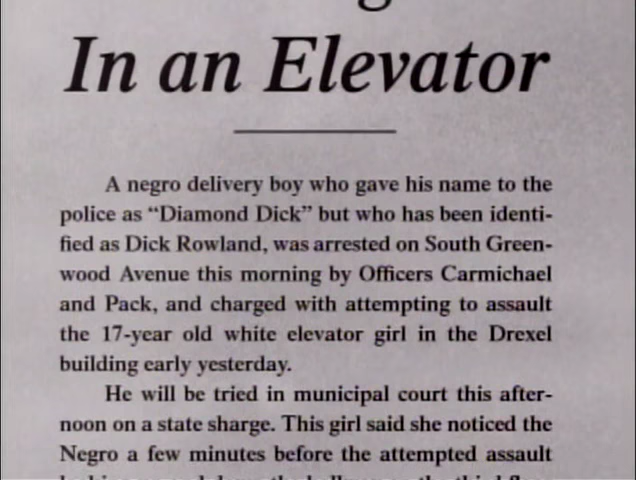 In an Elevator
A negro delivery boy who gave his name to the
police as “Diamond Dick” but who has been identi-
fied as Dick Rowland, was arrested on South Green-
wood Avenue this morning by Officers Carmichael
and Pack, and charged with attempting to assault
the 17-year old white elevator girl in the Drexel
building early yesterday.
He will be tried in municipal court this after-
noon on a state sharge. This girl said she noticed the
Negro a few minutes before the attempted assault